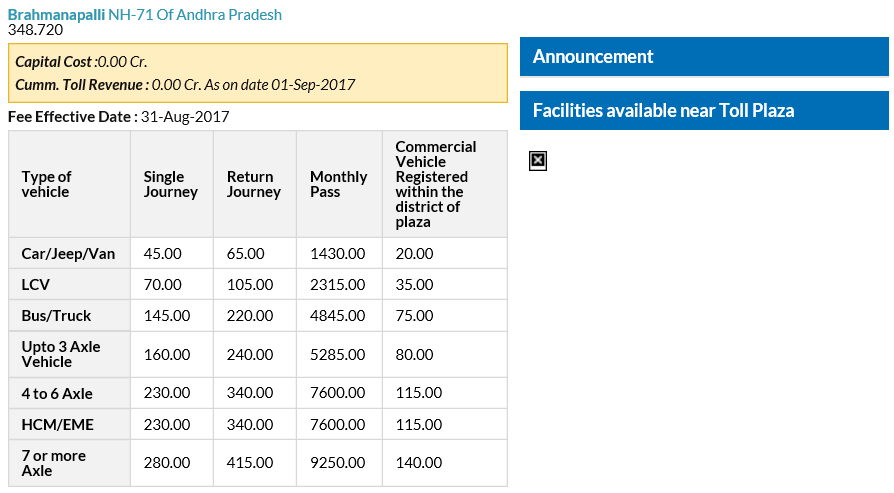 Brahmanapalli NH-71 Of Andhra Pradesh
348.720
Capital Cost :0.00 Cr.
Cumm. Toll Revenue : 0.00 Cr. As on date 01-Sep-2017
Fee Effective Date : 31-Aug-2017
Type of vehicle Single Journey Return Journey Monthly Pass Commercial Vehicle Registered within the district of plaza
Car/Jeep/Van 45.00 65.00 1430.00 20.00
LCV 70.00 105.00 2315.00 35.00
Bus/Truck 145.00 220.00 4845.00 75.00
Upto 3 Axle Vehicle 160.00 240.00 5285.00 80.00
4 to 6 Axle 230.00 340.00 7600.00 115.00
HCM/EME 230.00 340.00 7600.00 115.00
7 or more Axle 280.00 415.00 9250.00 140.00
Announcement
Facilities available near Toll Plaza